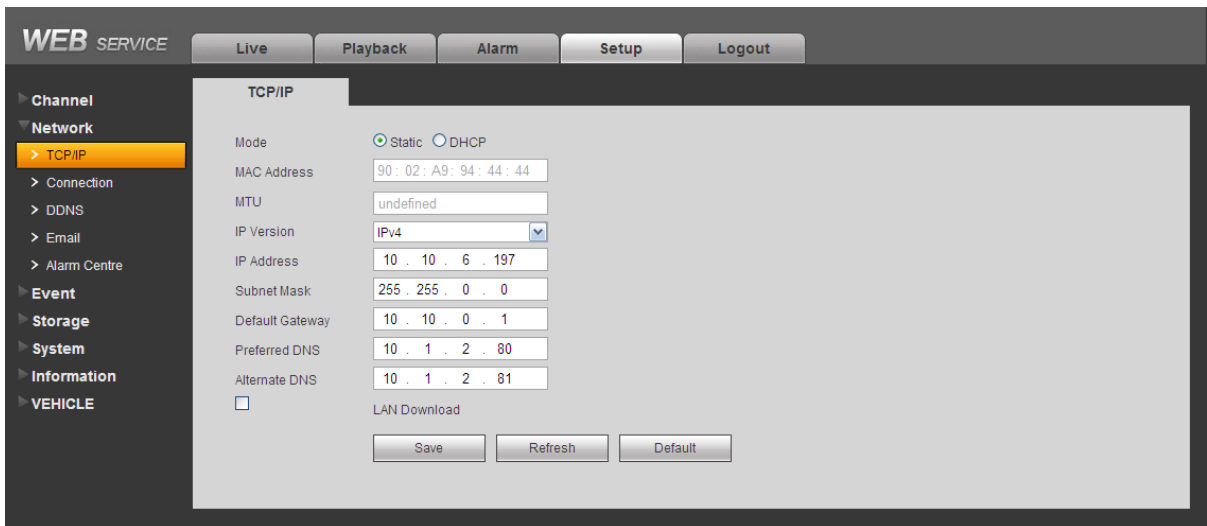 WEB SERVICE
Live Playback Alarm Setup Logout
TCP/IP
Channel
Network
> TCP/IP
> Connection
> DDNS
> Email
> Alarm Centre
Event
Storage
System
Information
VEHICLE
Mode Static DHCP
MAC Address 90 : 02 : A9 : 94 : 44 : 44
MTU undefined
IP Version IPv4
IP Address 10 . 10 . 6 . 197
Subnet Mask 255 . 255 . 0 . 0
Default Gateway 10 . 10 . 0 . 1
Preferred DNS 10 . 1 . 2 . 80
Alternate DNS 10 . 1 . 2 . 81
LAN Download
Save Refresh Default